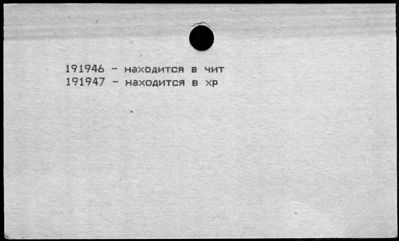 191946 - находится в чит
191947 - находится в хр